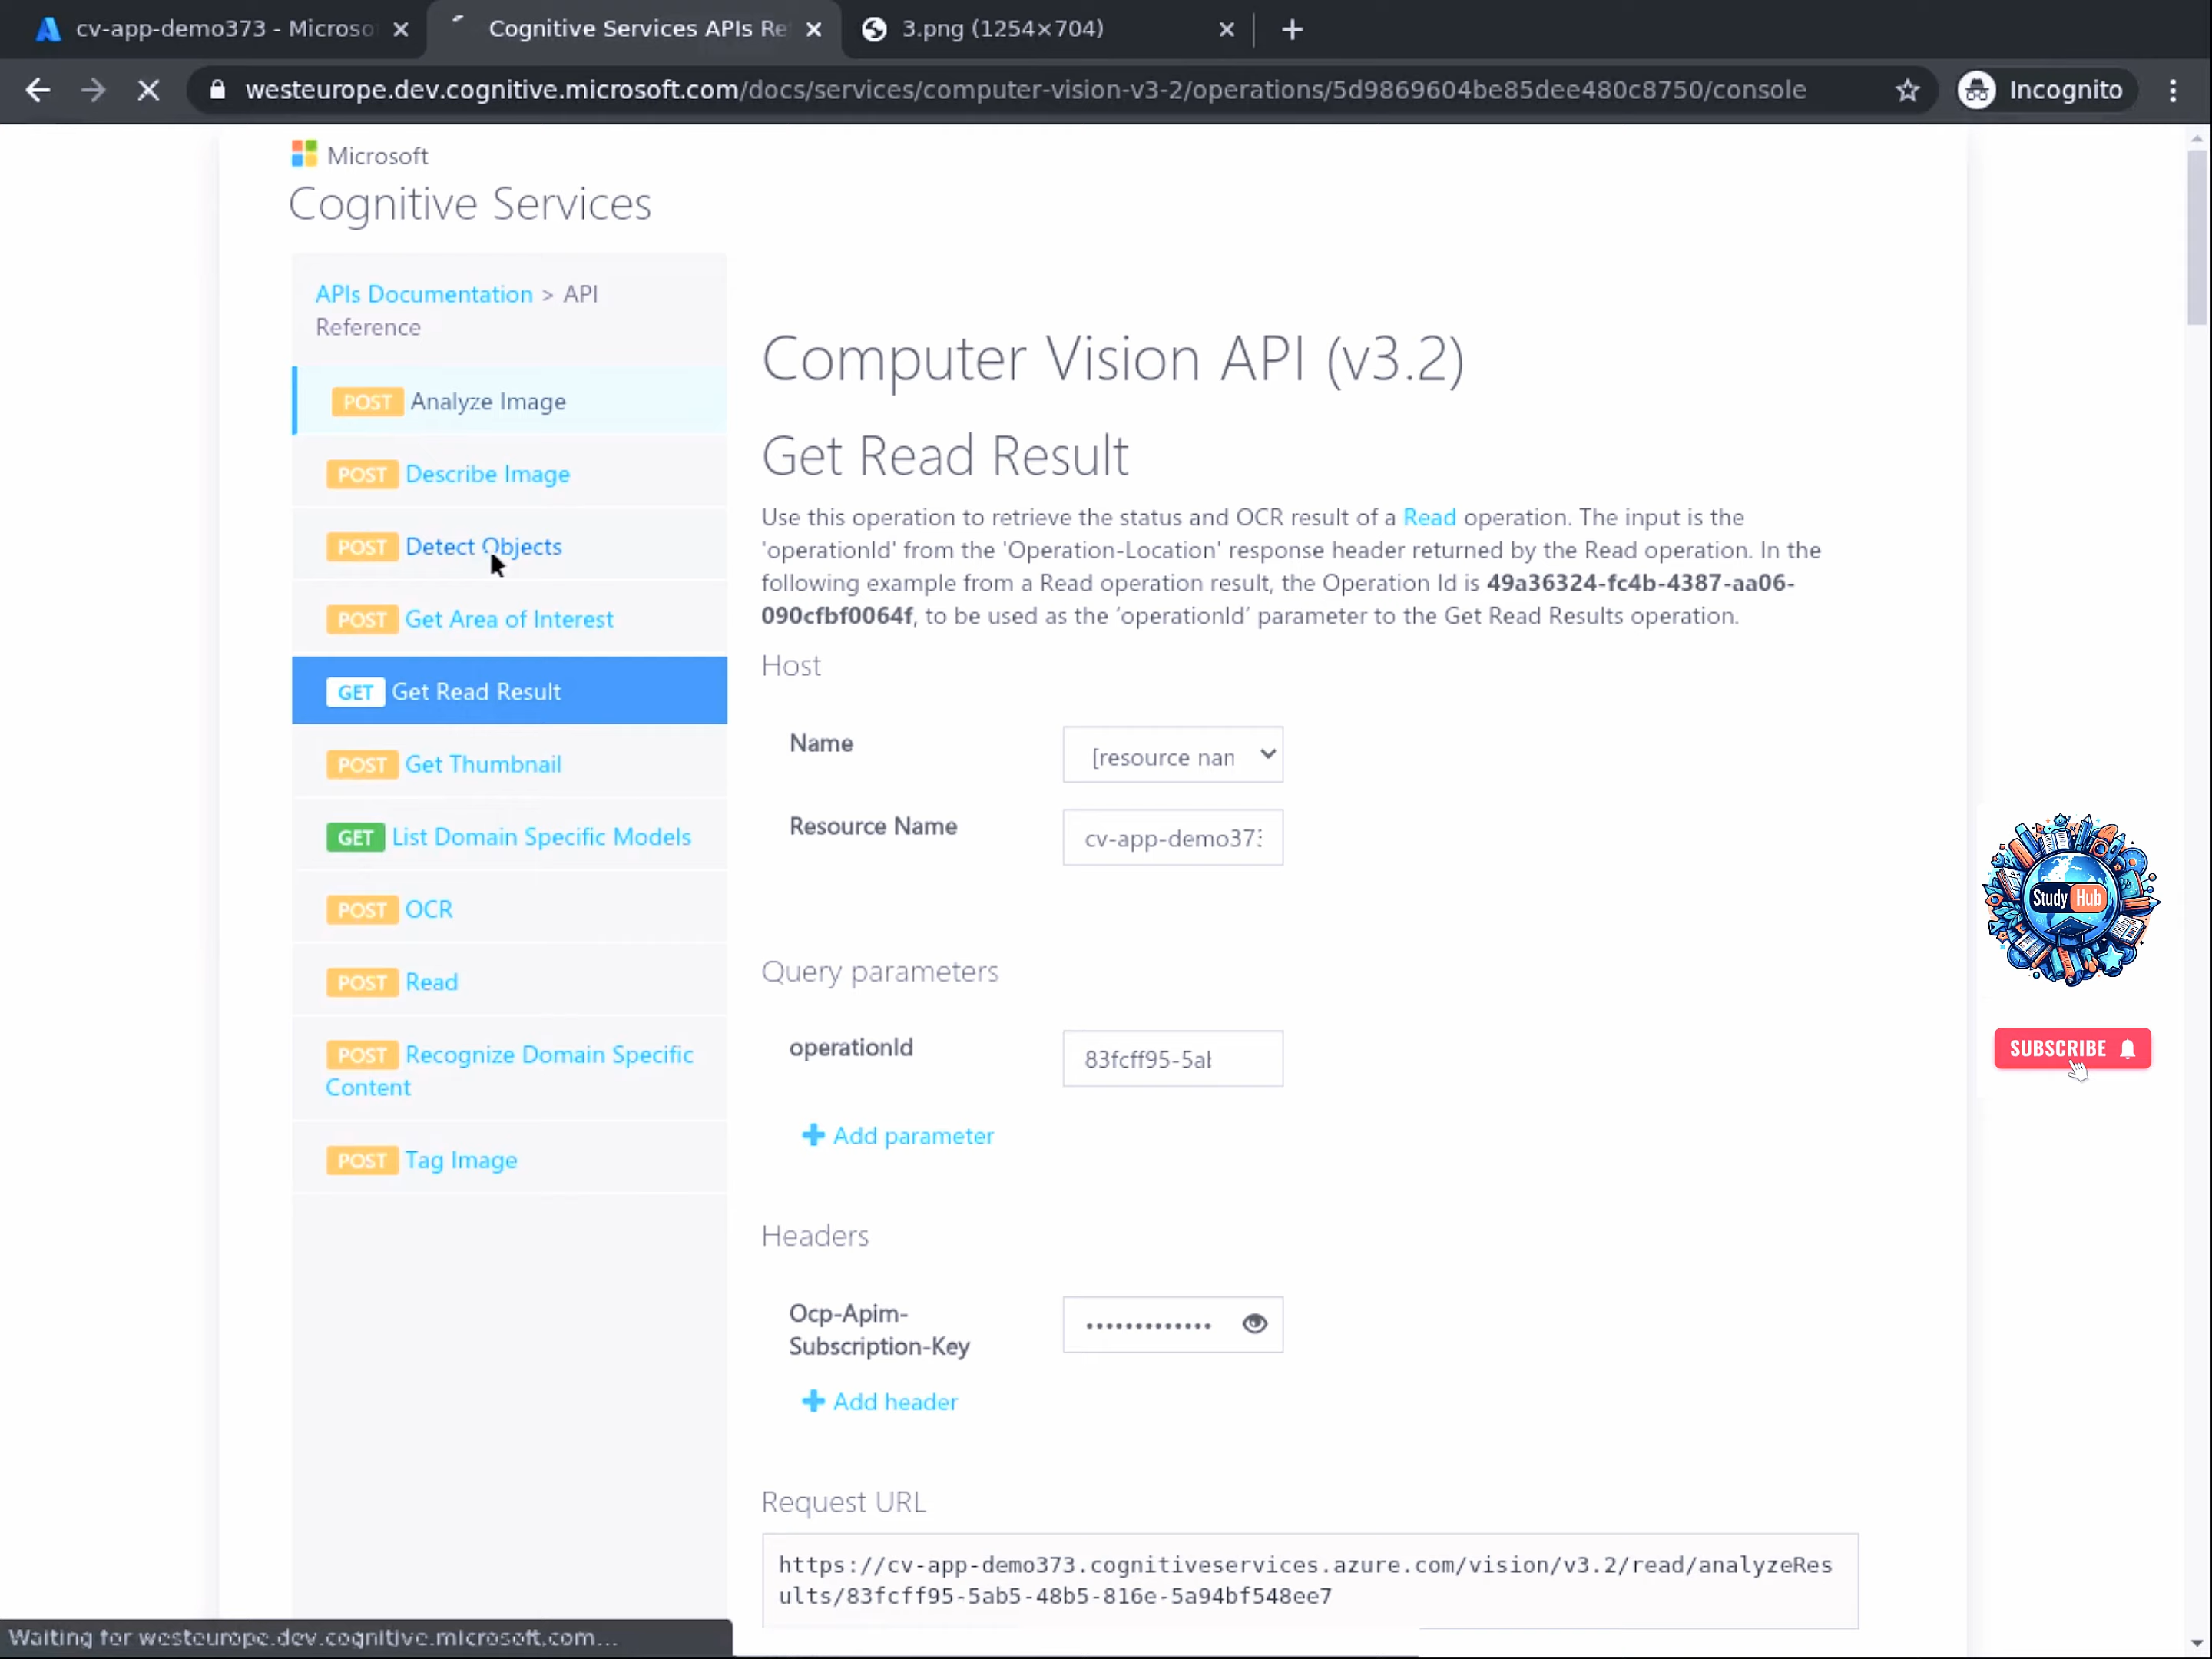 cv-app-demo373 - Microso
Cognitive Services APIs Re
3.png (1254×704)
westeurope.dev.cognitive.microsoft.com/docs/services/computer-vision-v3-2/operations/5d9869604be85dee480c8750/console
Incognito
Microsoft
Cognitive Services
APIs Documentation > API
Reference
POST Analyze Image
POST Describe Image
POST Detect Objects
POST Get Area of Interest
GET Get Read Result
POST Get Thumbnail
GET List Domain Specific Models
POST OCR
POST Read
POST Recognize Domain Specific
Content
POST Tag Image
Computer Vision API (v3.2)
Get Read Result
Use this operation to retrieve the status and OCR result of a Read operation. The input is the
'operationId' from the 'Operation-Location' response header returned by the Read operation. In the
following example from a Read operation result, the Operation Id is 49a36324-fc4b-4387-aa06-
090cfbf0064f, to be used as the ‘operationId’ parameter to the Get Read Results operation.
Host
Name
[resource nan
Resource Name
cv-app-demo373
Query parameters
operationId
83fcff95-5ab
Add parameter
Headers
Ocp-Apim-
Subscription-Key
•••••••••••••
Add header
Request URL
https://cv-app-demo373.cognitiveservices.azure.com/vision/v3.2/read/analyzeRes
ults/83fcff95-5ab5-48b5-816e-5a94bf548ee7
Study Hub
SUBSCRIBE
Waiting for westeurope.dev.cognitive.microsoft.com...